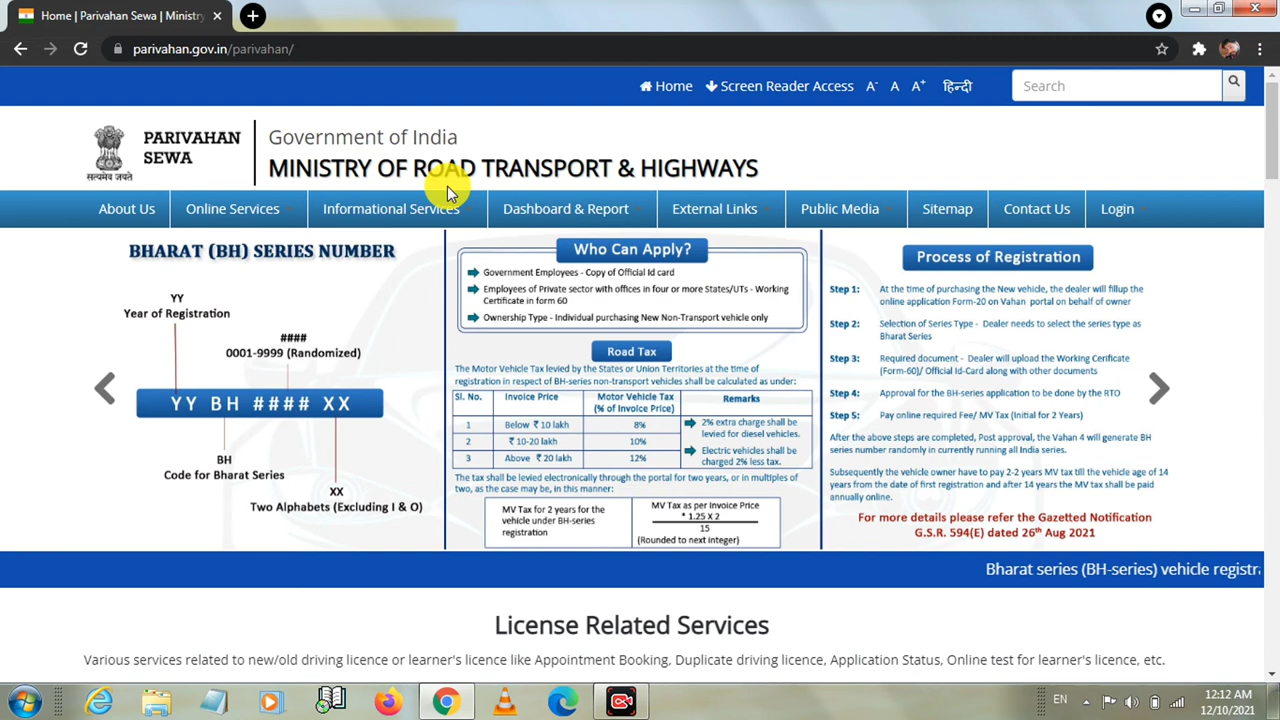 Home | Parivahan Sewa | Ministry
parivahan.gov.in/parivahan/
Home Screen Reader Access A- A A+ हिन्दी Search
सत्यमेव जयते
PARIVAHAN
SEWA
Government of India
MINISTRY OF ROAD TRANSPORT & HIGHWAYS
About Us Online Services Informational Services Dashboard & Report External Links Public Media Sitemap Contact Us Login
BHARAT (BH) SERIES NUMBER
YY
Year of Registration
####
0001-9999 (Randomized)
YY BH #### XX
BH
Code for Bharat Series
XX
Two Alphabets (Excluding I & O)
Who Can Apply?
Government Employees - Copy of Official Id card
Employees of Private sector with offices in four or more States/UTs - Working
Certificate in form 60
Ownership Type - Individual purchasing New Non-Transport vehicle only
Road Tax
The Motor Vehicle Tax levied by the States or Union Territories at the time of
registration in respect of BH-series non-transport vehicles shall be calculated as under:
Sl. No. Invoice Price Motor Vehicle Tax
(% of Invoice Price) Remarks
1 Below ₹ 10 lakh 8%
2 ₹ 10-20 lakh 10%
3 Above ₹ 20 lakh 12%
2% extra charge shall be
levied for diesel vehicles.
Electric vehicles shall be
charged 2% less tax.
The tax shall be levied electronically through the portal for two years, or in multiples of
two, as the case may be, in this manner:
MV Tax for 2 years for the
vehicle under BH-series
registration
MV Tax as per Invoice Price
* 1.25 X 2
15
(Rounded to next integer)
Process of Registration
Step 1: At the time of purchasing the New vehicle, the dealer will fillup the
online application Form-20 on Vahan portal on behalf of owner
Step 2: Selection of Series Type - Dealer needs to select the series type as
Bharat Series
Step 3: Required document - Dealer will upload the Working Cerificate
(Form-60)/ Official Id-Card along with other documents
Step 4: Approval for the BH-series application to be done by the RTO
Step 5: Pay online required Fee/ MV Tax (Initial for 2 Years)
After the above steps are completed, Post approval, the Vahan 4 will generate BH
series number randomly in currently running all India series.
Subsequently the vehicle owner have to pay 2-2 years MV tax till the vehicle age of 14
years from the date of first registration and after 14 years the MV tax shall be paid
annually online.
For more details please refer the Gazetted Notification
G.S.R. 594(E) dated 26th Aug 2021
Bharat series (BH-series) vehicle registra
License Related Services
Various services related to new/old driving licence or learner's licence like Appointment Booking, Duplicate driving licence, Application Status, Online test for learner's licence, etc.
EN
12:12 AM
12/10/2021